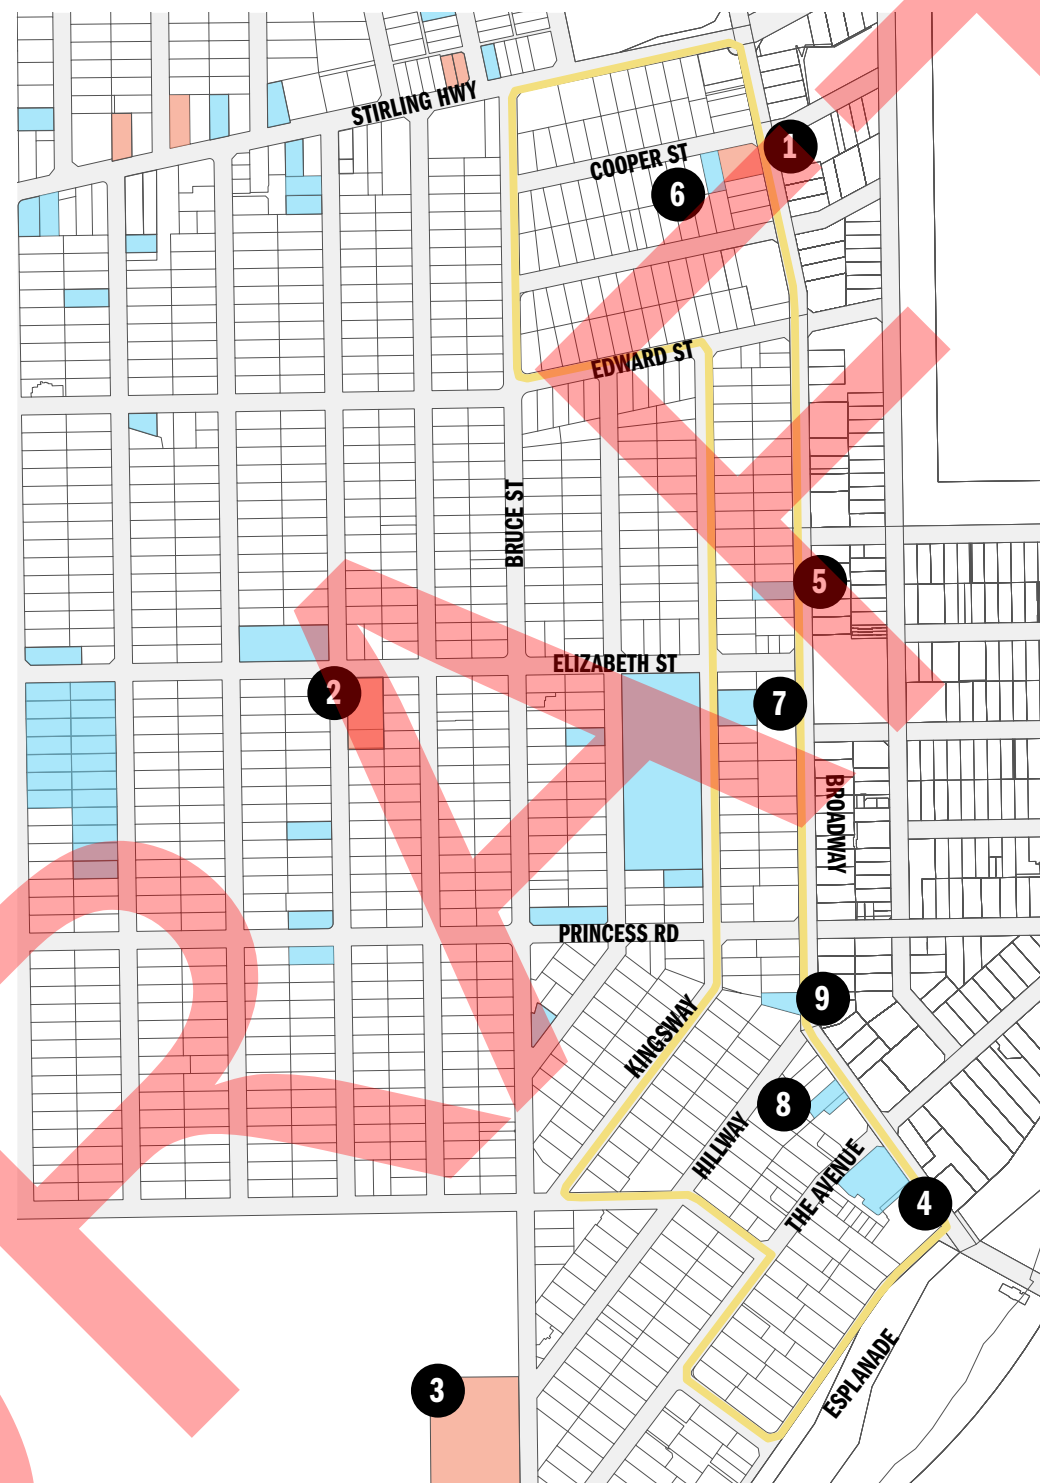 STIRLING HWY
1
COOPER ST
6
EDWARD ST
BRUCE ST
5
ELIZABETH ST
2
7
BROADWAY
PRINCESS RD
9
KINGSWAY
8
HILLWAY
THE AVENUE
4
ESPLANADE
3